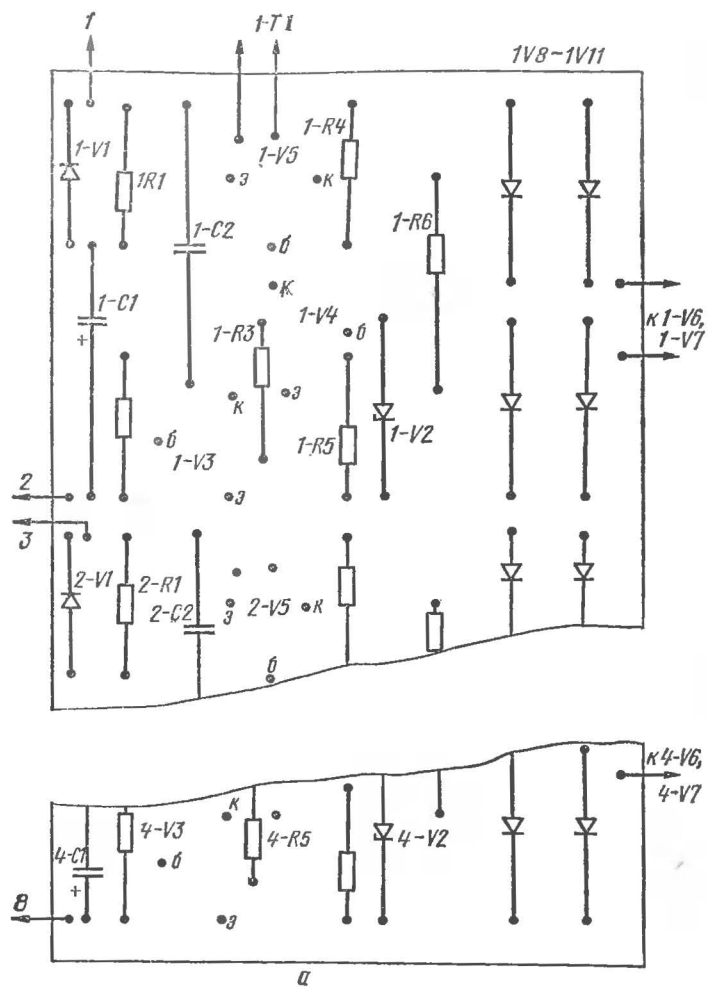 1
1-T1
1V8~1V11
1-V1
1R1
1-C2
1-V5
э
к
1-R4
б
к
1-R6
1-C1
+
1-R3
1-V4
б
к 1-V6,
1-V7
к
э
б
1-V3
1-R5
1-V2
2
э
3
2-V1
2-R1
2-C2
э
2-V5
к
б
к 4-V6,
4-V7
4-C1
+
4-V3
к
б
4-R5
4-V2
8
э
а